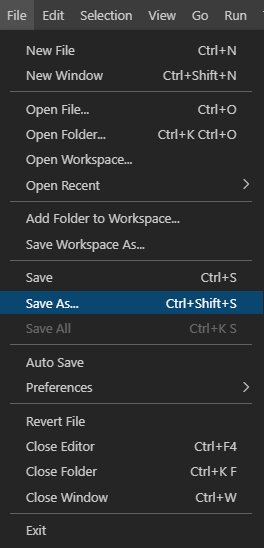 File Edit Selection View Go Run
New File Ctrl+N
New Window Ctrl+Shift+N
Open File... Ctrl+O
Open Folder... Ctrl+K Ctrl+O
Open Workspace...
Open Recent
Add Folder to Workspace...
Save Workspace As...
Save Ctrl+S
Save As... Ctrl+Shift+S
Save All Ctrl+K S
Auto Save
Preferences
Revert File
Close Editor Ctrl+F4
Close Folder Ctrl+K F
Close Window Ctrl+W
Exit